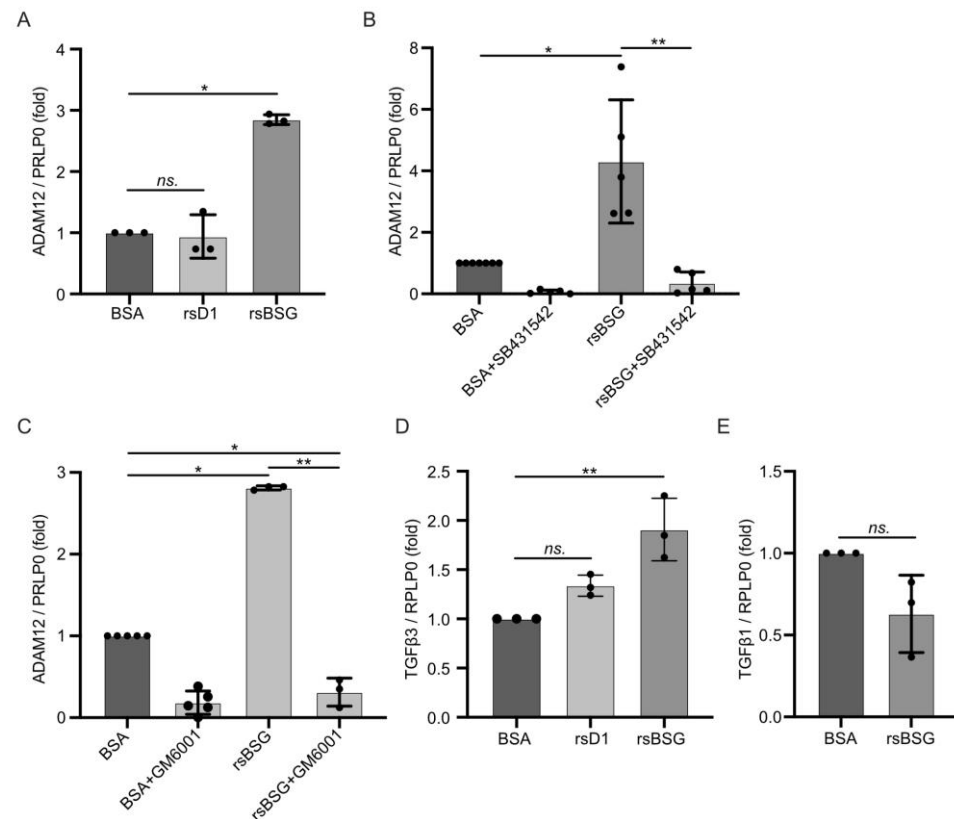 A
ADAM12 / PRLP0 (fold)
4
3
2
1
0
*
ns.
BSA
rsD1
rsBSG
B
ADAM12 / PRLP0 (fold)
8
6
4
2
0
*
**
BSA
BSA+SB431542
rsBSG
rsBSG+SB431542
C
ADAM12 / PRLP0 (fold)
3
2
1
0
*
*
**
BSA
BSA+GM6001
rsBSG
rsBSG+GM6001
D
TGFβ3 / RPLP0 (fold)
2.5
2.0
1.5
1.0
0.5
0.0
**
ns.
BSA
rsD1
rsBSG
E
TGFβ1 / RPLP0 (fold)
1.5
1.0
0.5
0.0
ns.
BSA
rsBSG